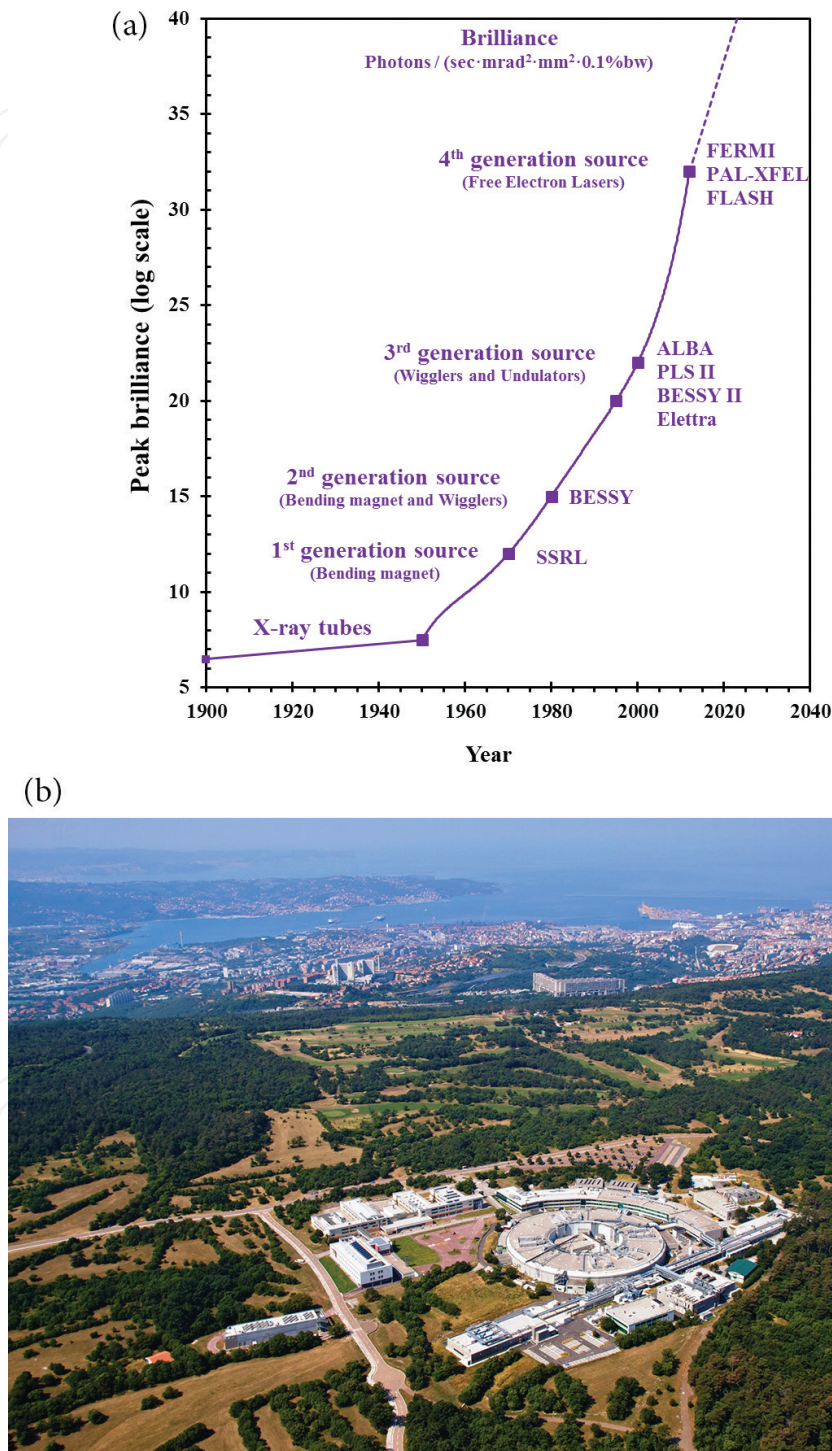 (a)
40
Brilliance
Photons / (sec·mrad²·mm²·0.1%bw)
35
4th generation source
(Free Electron Lasers)
FERMI
PAL-XFEL
FLASH
30
Peak brilliance (log scale)
25
3rd generation source
(Wigglers and Undulators)
ALBA
PLS II
BESSY II
Elettra
20
2nd generation source
(Bending magnet and Wigglers)
BESSY
15
1st generation source
(Bending magnet)
SSRL
10
X-ray tubes
5
1900 1920 1940 1960 1980 2000 2020 2040
Year
(b)